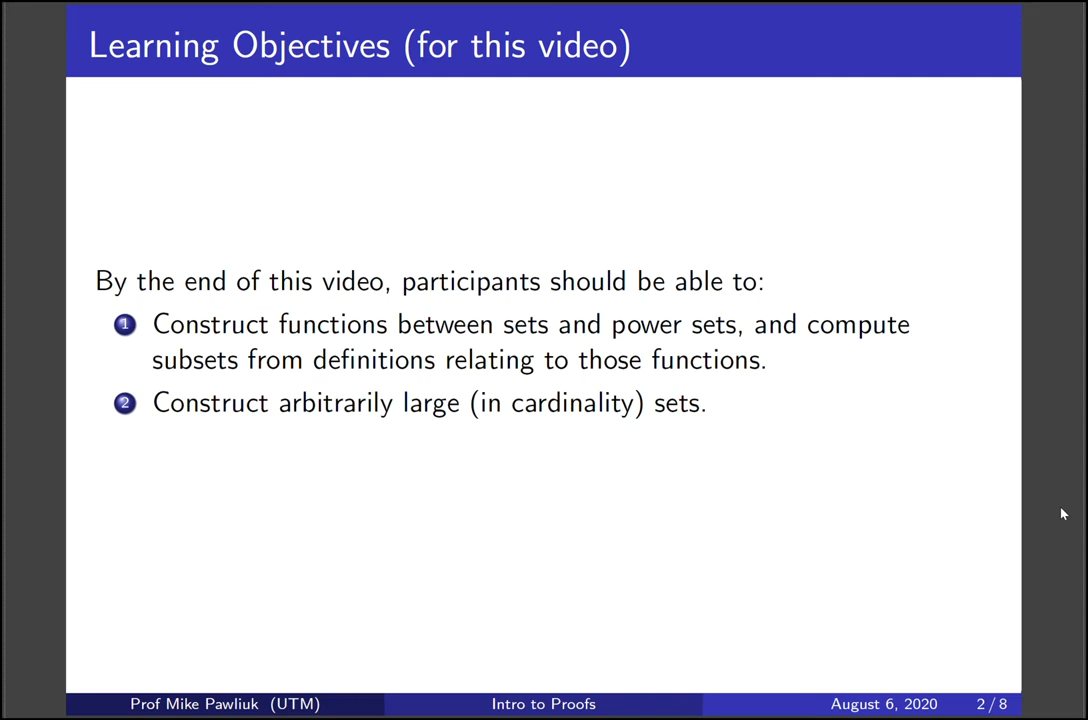 Learning Objectives (for this video)
By the end of this video, participants should be able to:
1 Construct functions between sets and power sets, and compute
subsets from definitions relating to those functions.
2 Construct arbitrarily large (in cardinality) sets.
Prof Mike Pawliuk (UTM) Intro to Proofs August 6, 2020 2 / 8